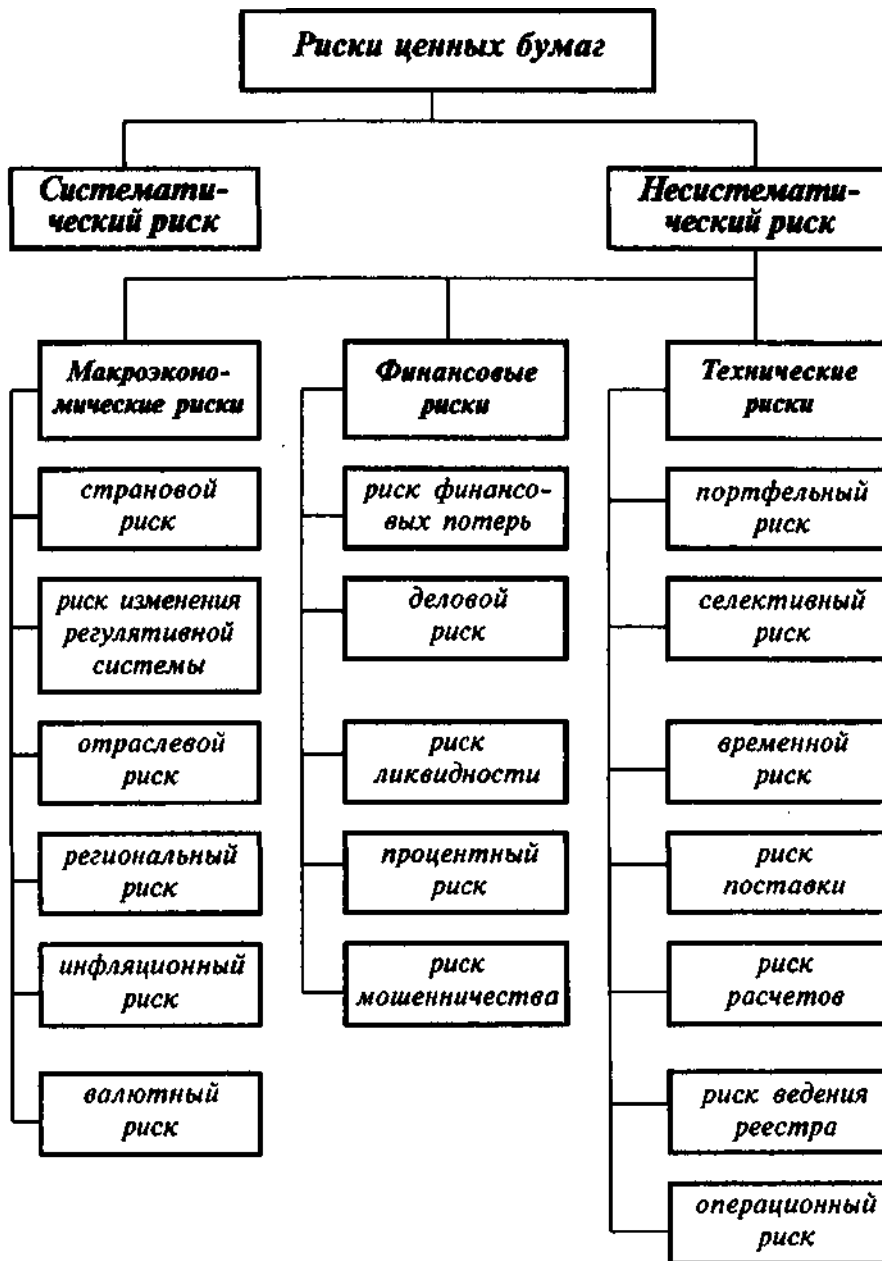 Риски ценных бумаг
Системати-
ческий риск
Несистемати-
ческий риск
Макроэконо-
мические риски
страновой
риск
риск изменения
регулятивной
системы
отраслевой
риск
региональный
риск
инфляционный
риск
валютный
риск
Финансовые
риски
риск финансо-
вых потерь
деловой
риск
риск
ликвидности
процентный
риск
риск
мошенничества
Технические
риски
портфельный
риск
селективный
риск
временной
риск
риск
поставки
риск
расчетов
риск ведения
реестра
операционный
риск